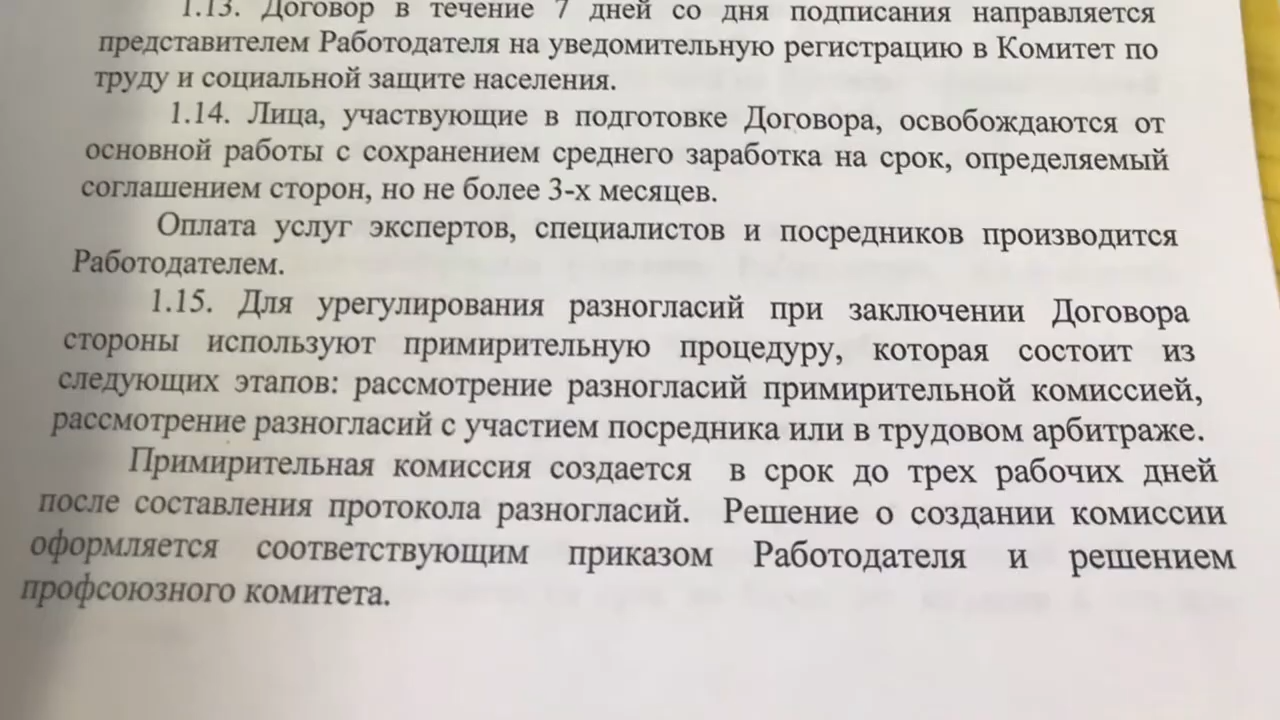 1.13. Договор в течение 7 дней со дня подписания направляется
представителем Работодателя на уведомительную регистрацию в Комитет по
труду и социальной защите населения.
1.14. Лица, участвующие в подготовке Договора, освобождаются от
основной работы с сохранением среднего заработка на срок, определяемый
соглашением сторон, но не более 3-х месяцев.
Оплата услуг экспертов, специалистов и посредников производится
Работодателем.
1.15. Для урегулирования разногласий при заключении Договора
стороны используют примирительную процедуру, которая состоит из
следующих этапов: рассмотрение разногласий примирительной комиссией,
рассмотрение разногласий с участием посредника или в трудовом арбитраже.
Примирительная комиссия создается в срок до трех рабочих дней
после составления протокола разногласий. Решение о создании комиссии
оформляется соответствующим приказом Работодателя и решением
профсоюзного комитета.